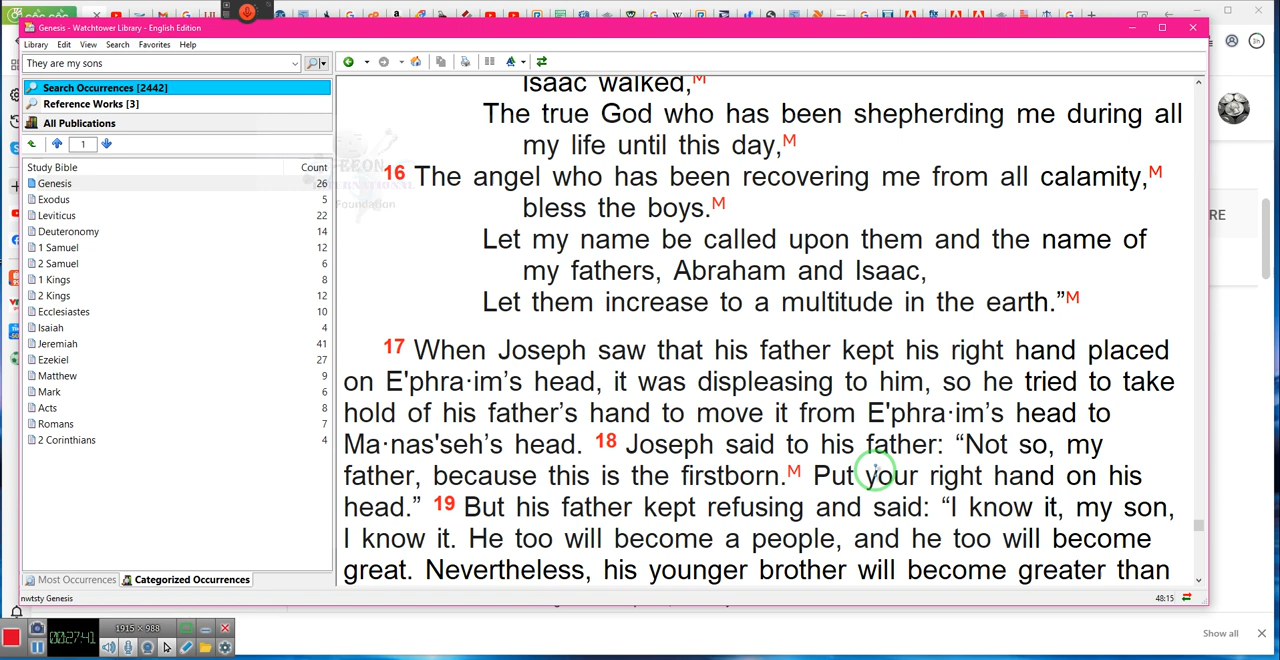 Genesis - Watchtower Library - English Edition
Library Edit View Search Favorites Help
They are my sons
Search Occurrences [2442]
Reference Works [3]
All Publications
1
Study Bible Count
Genesis 26
Exodus 5
Leviticus 22
Deuteronomy 14
1 Samuel 12
2 Samuel 6
1 Kings 8
2 Kings 12
Ecclesiastes 10
Isaiah 4
Jeremiah 41
Ezekiel 27
Matthew 9
Mark 6
Acts 8
Romans 7
2 Corinthians 4
Most Occurrences Categorized Occurrences
nwtsty Genesis
Isaac walked,M
The true God who has been shepherding me during all
my life until this day,M
16 The angel who has been recovering me from all calamity,M
bless the boys.M
Let my name be called upon them and the name of
my fathers, Abraham and Isaac,
Let them increase to a multitude in the earth.”M
17 When Joseph saw that his father kept his right hand placed
on E'phra·im’s head, it was displeasing to him, so he tried to take
hold of his father’s hand to move it from E'phra·im’s head to
Ma·nas'seh’s head. 18 Joseph said to his father: “Not so, my
father, because this is the firstborn.M Put your right hand on his
head.” 19 But his father kept refusing and said: “I know it, my son,
I know it. He too will become a people, and he too will become
great. Nevertheless, his younger brother will become greater than
48:15
Foundation
RE
1915 x 988
00:27:41
Show all